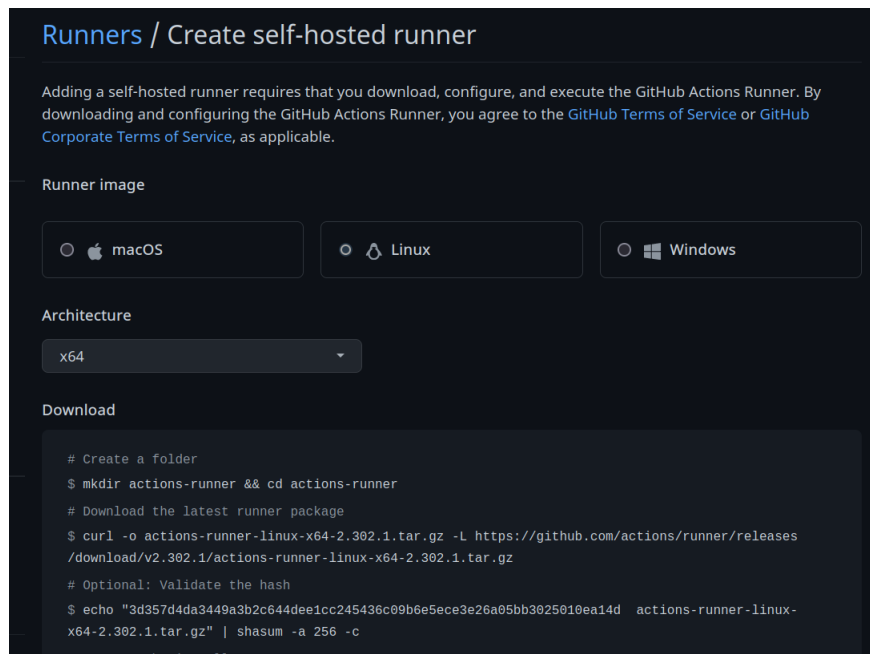 Runners / Create self-hosted runner
Adding a self-hosted runner requires that you download, configure, and execute the GitHub Actions Runner. By
downloading and configuring the GitHub Actions Runner, you agree to the GitHub Terms of Service or GitHub
Corporate Terms of Service, as applicable.
Runner image
macOS
Linux
Windows
Architecture
x64
Download
# Create a folder
$ mkdir actions-runner && cd actions-runner
# Download the latest runner package
$ curl -o actions-runner-linux-x64-2.302.1.tar.gz -L https://github.com/actions/runner/releases
/download/v2.302.1/actions-runner-linux-x64-2.302.1.tar.gz
# Optional: Validate the hash
$ echo "3d357d4da3449a3b2c644dee1cc245436c09b6e5ece3e26a05bb3025010ea14d  actions-runner-linux-
x64-2.302.1.tar.gz" | shasum -a 256 -c